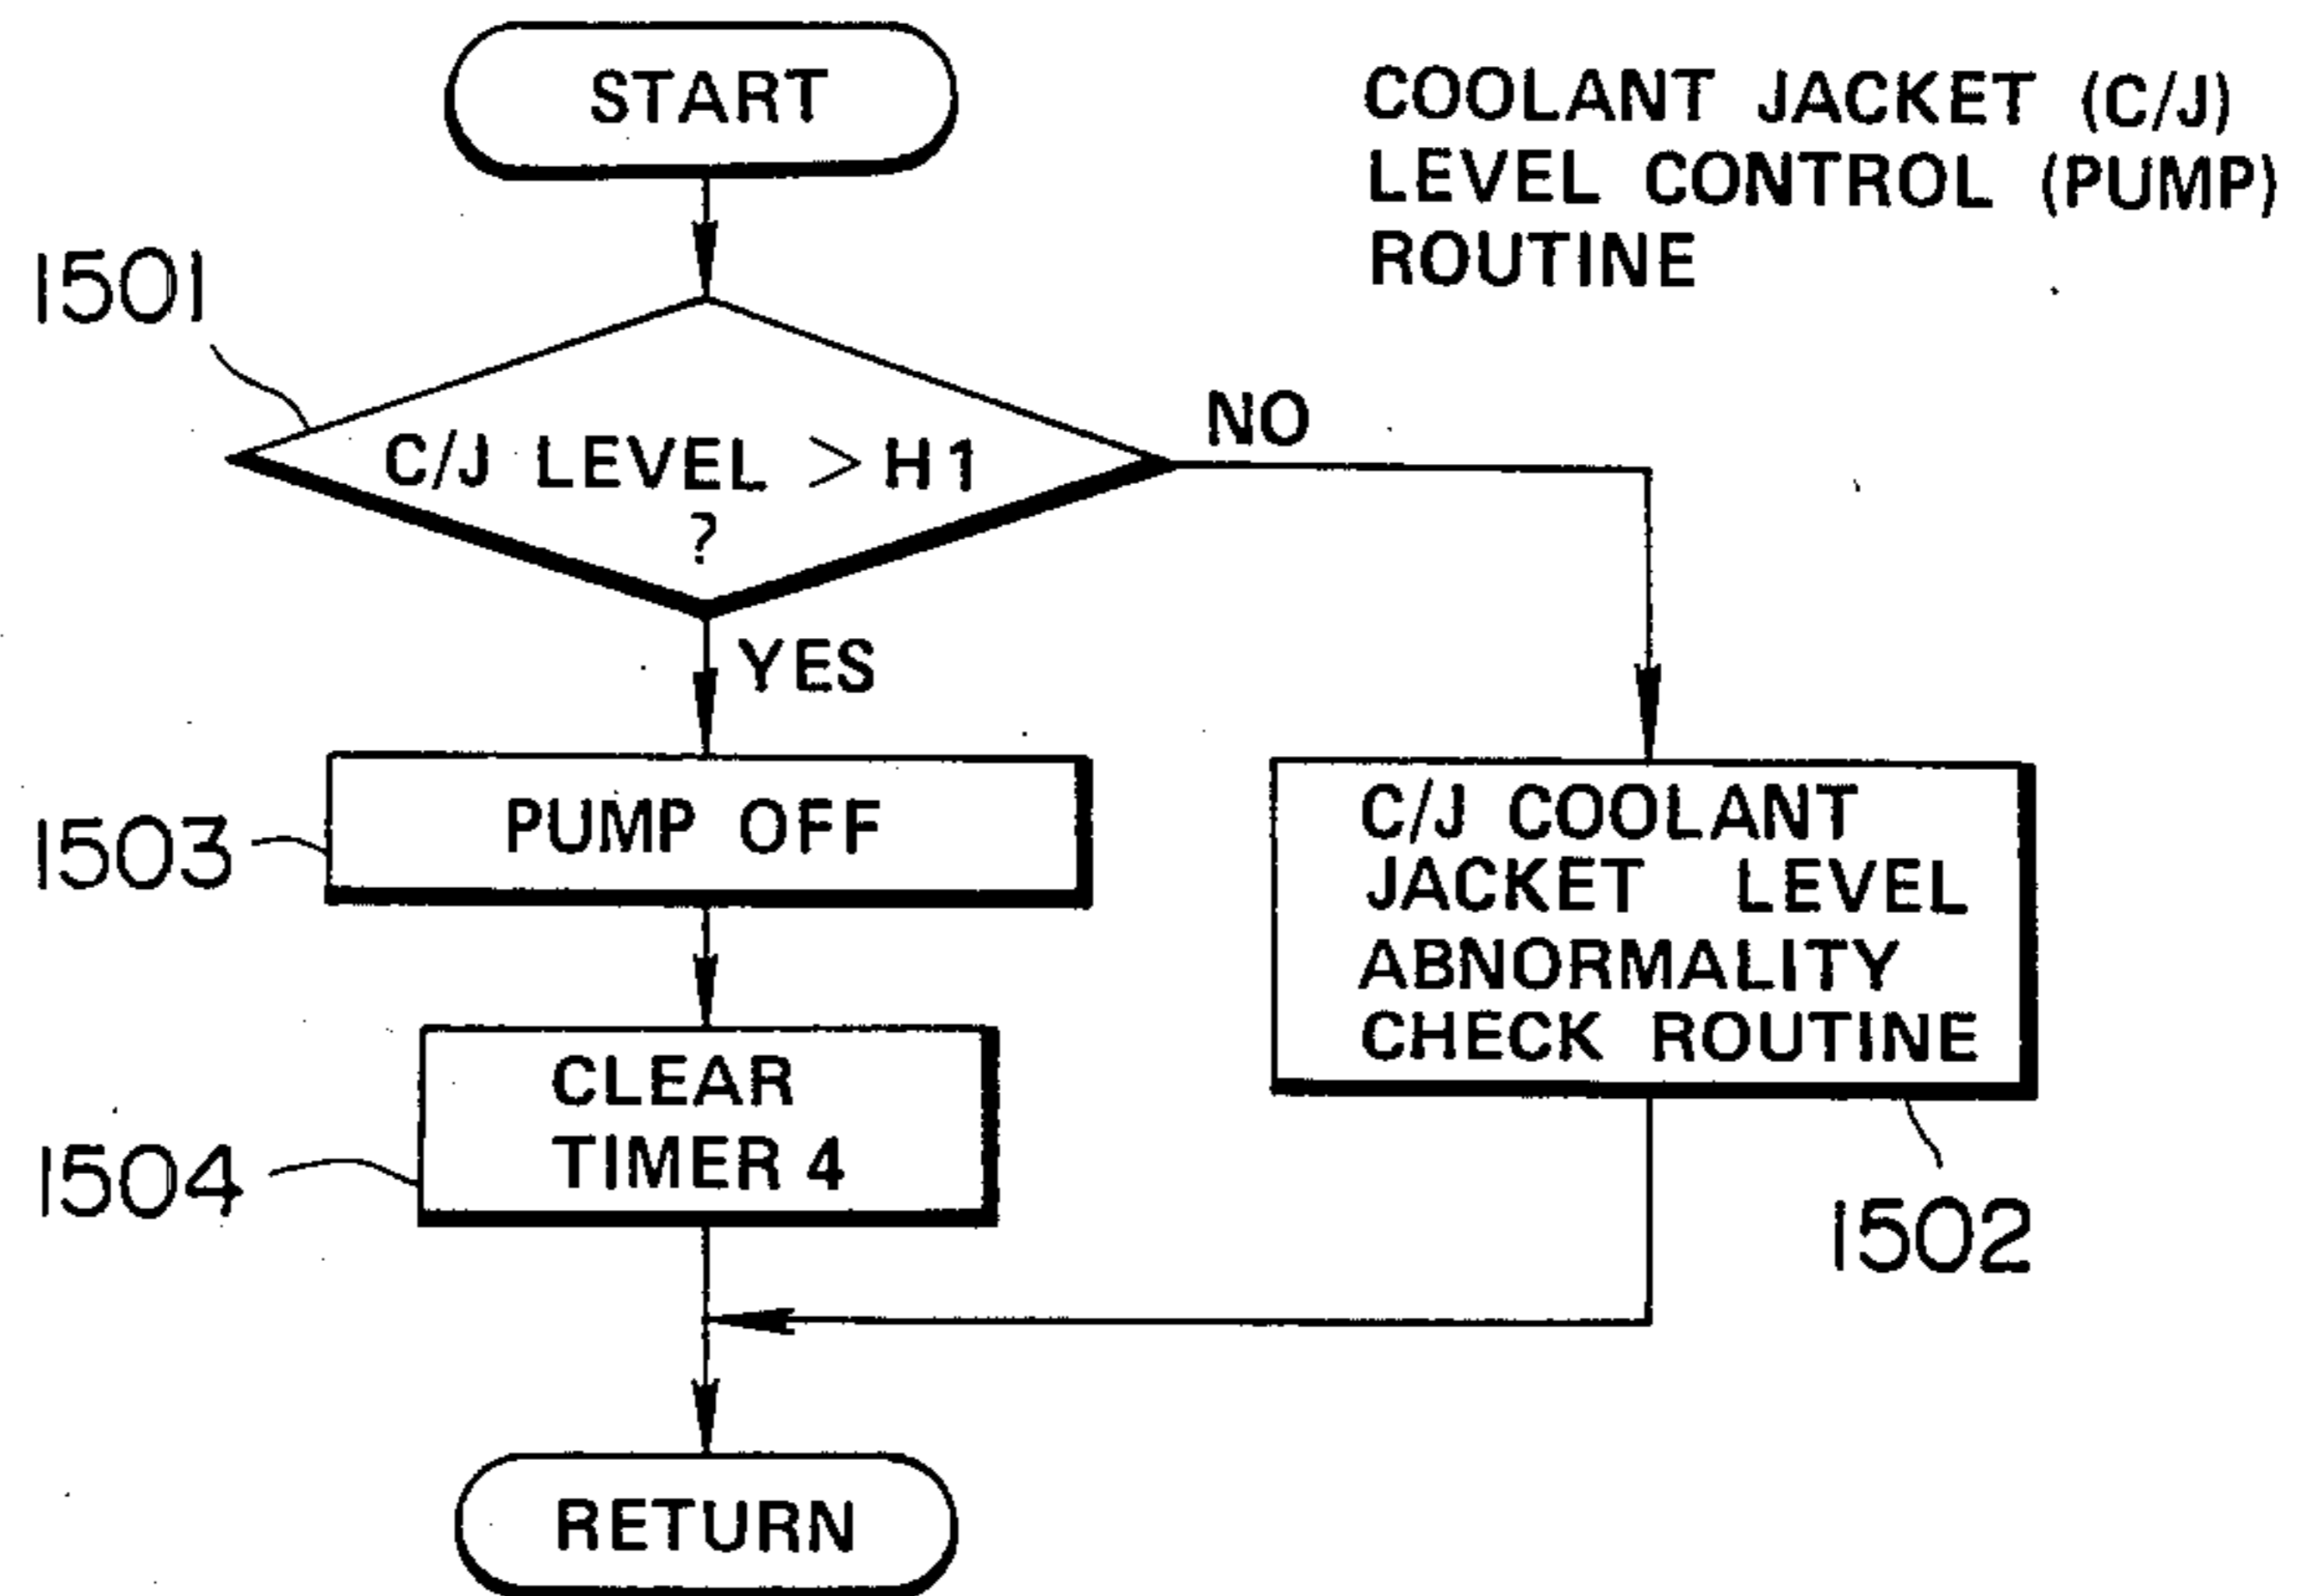 START
COOLANT JACKET (C/J)
LEVEL CONTROL (PUMP)
ROUTINE
1501
C/J LEVEL > H1
?
NO
YES
1503
PUMP OFF
C/J COOLANT
JACKET LEVEL
ABNORMALITY
CHECK ROUTINE
1504
CLEAR
TIMER 4
1502
RETURN